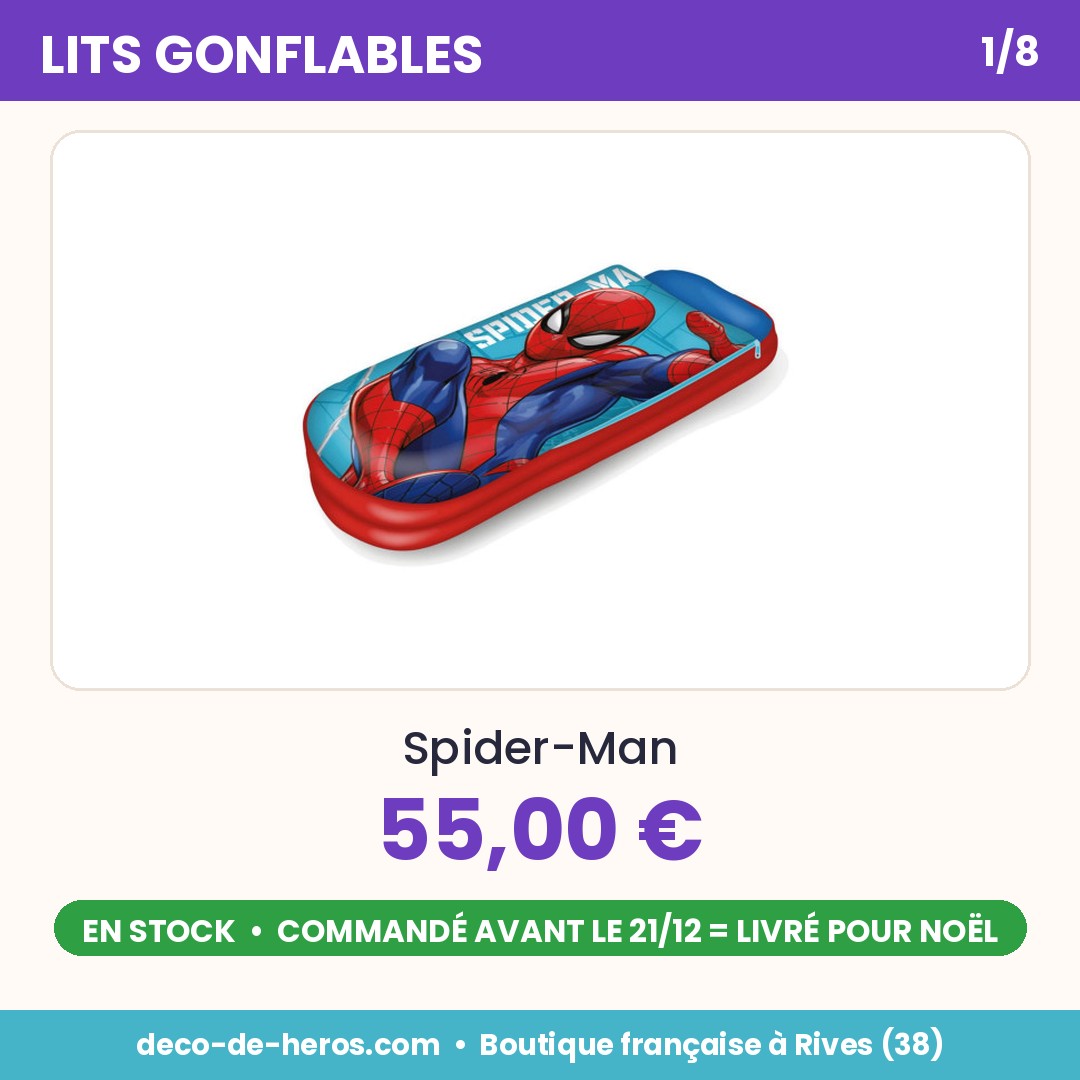 LITS GONFLABLES
1/8
SPIDER-MA
Spider-Man
55,00 €
EN STOCK • COMMANDÉ AVANT LE 21/12 = LIVRÉ POUR NOËL
deco-de-heros.com • Boutique française à Rives (38)